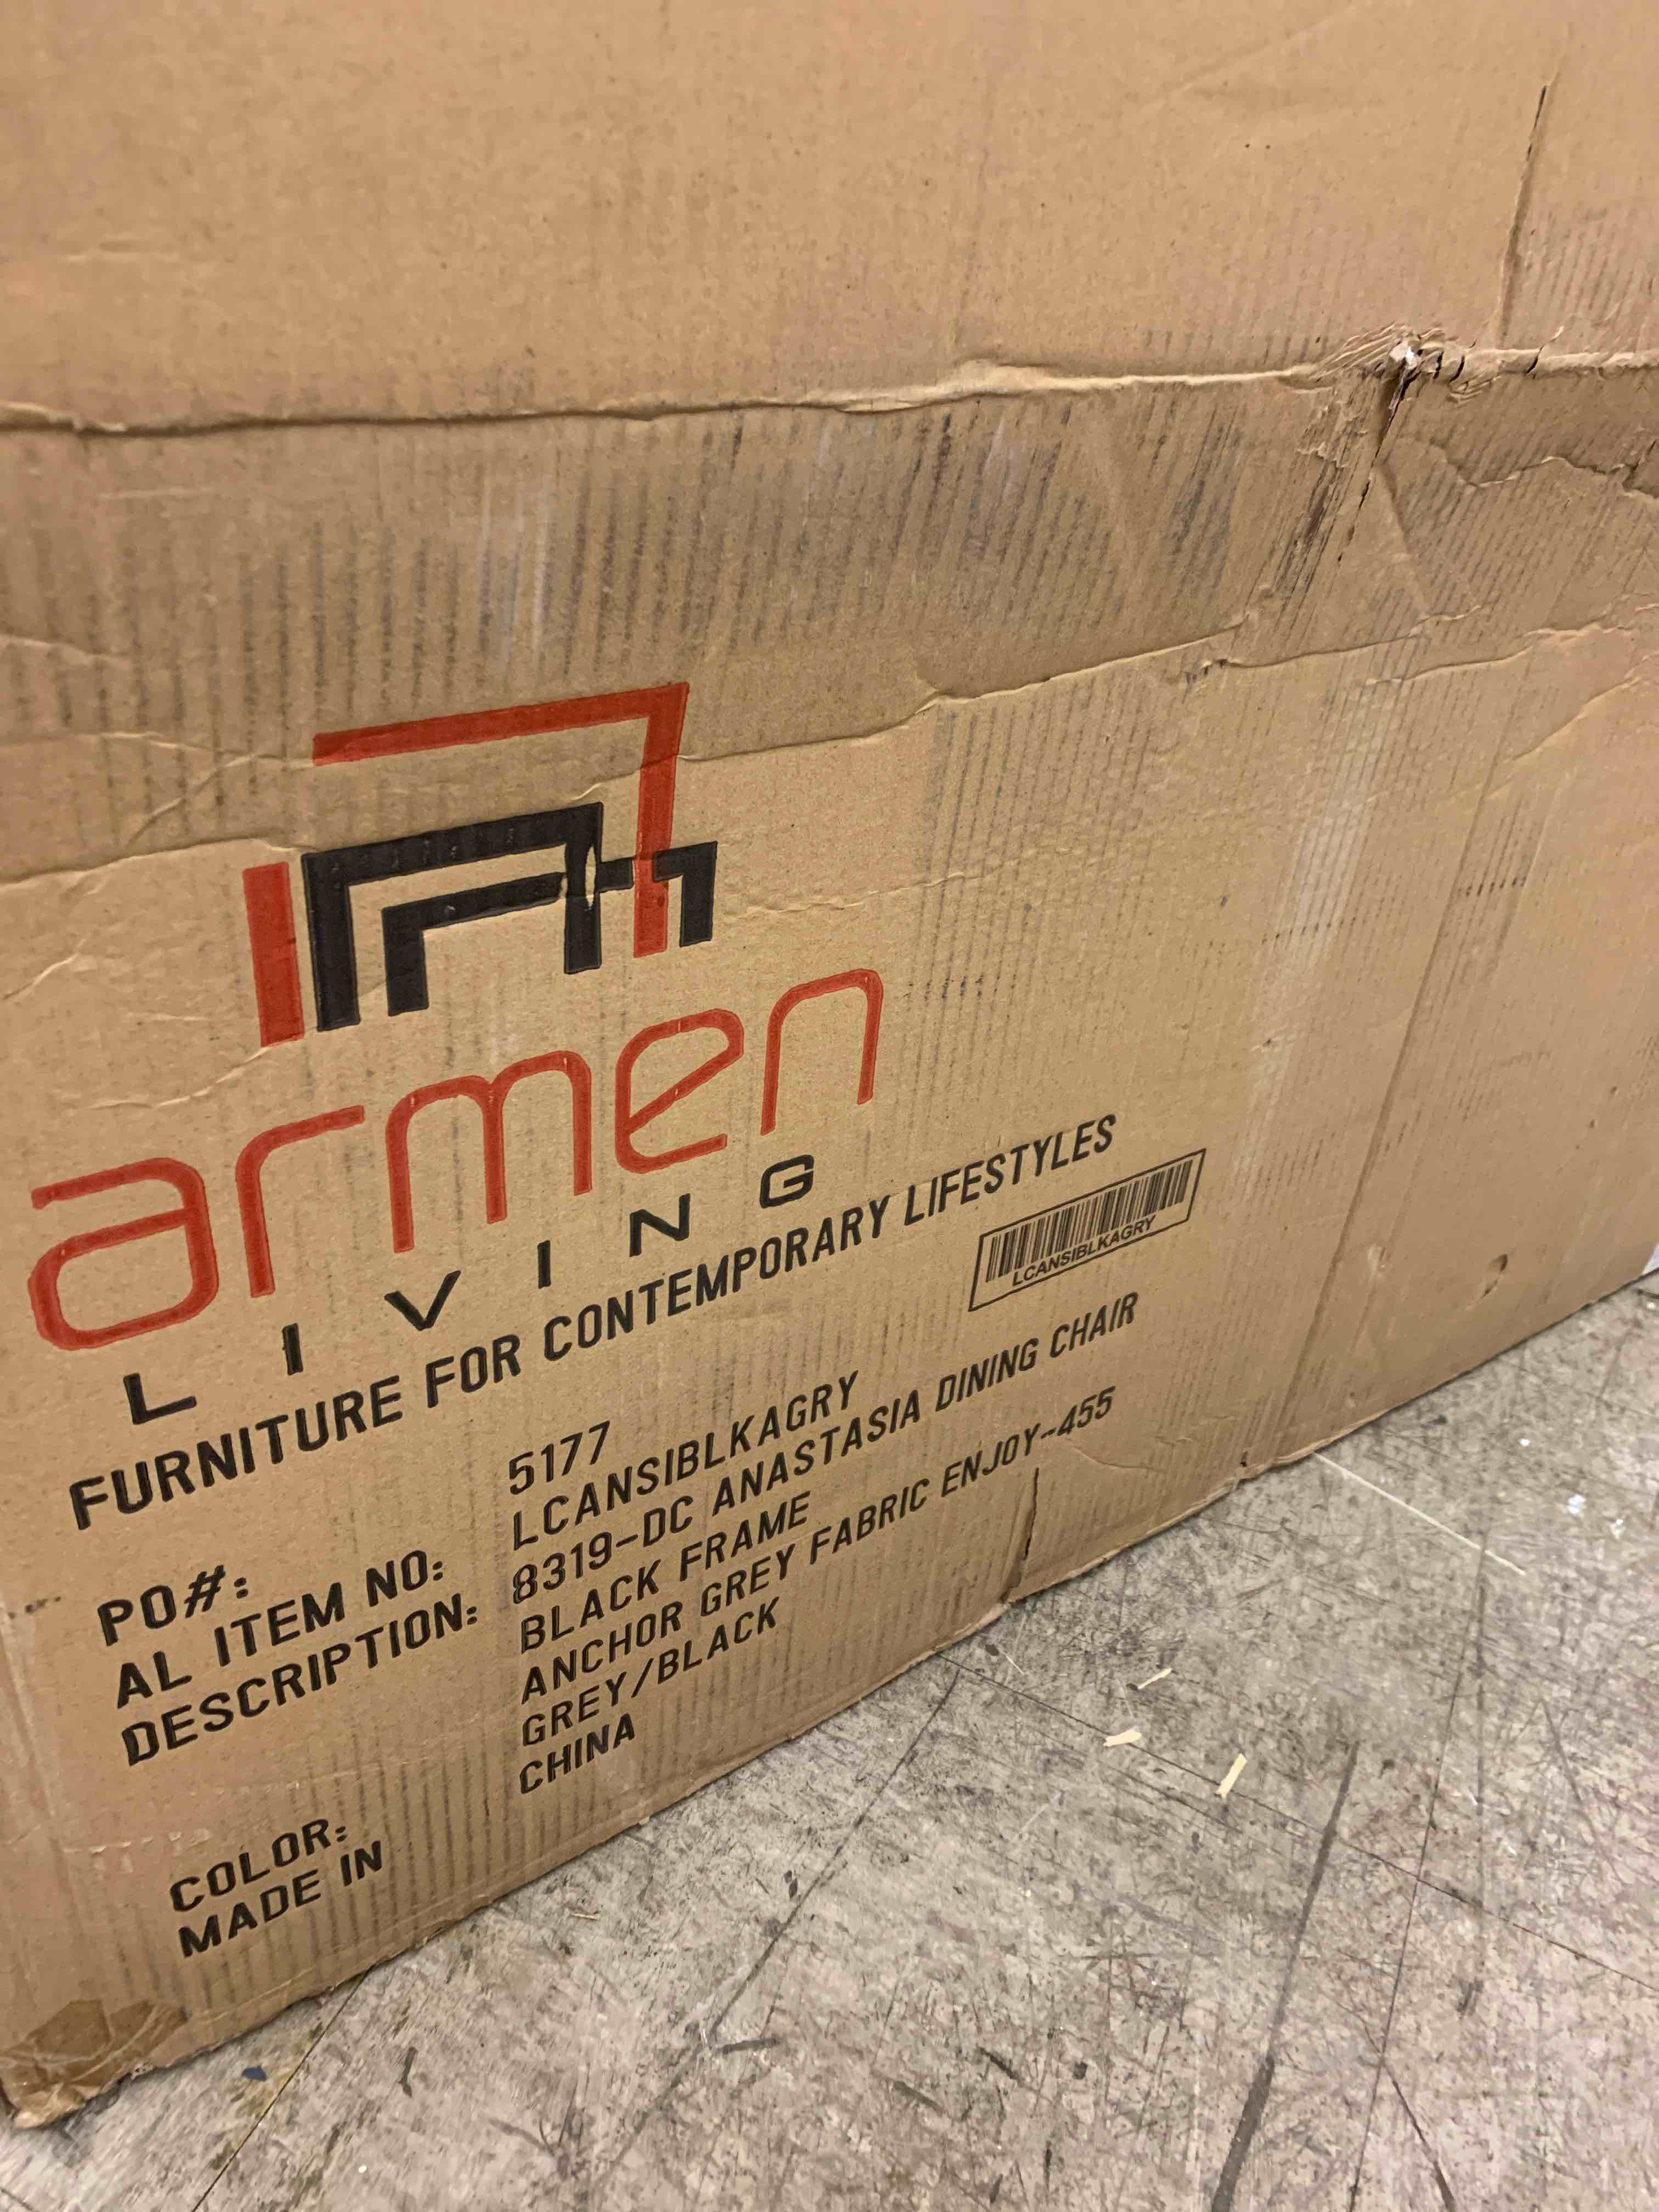 armen
LIVING
FURNITURE FOR CONTEMPORARY LIFESTYLES
LCANSIBLKAGRY
PO#: 5177
AL ITEM NO: LCANSIBLKAGRY
DESCRIPTION: 8319-DC ANASTASIA DINING CHAIR
BLACK FRAME
ANCHOR GREY FABRIC ENJOY-455
COLOR: GREY/BLACK
MADE IN CHINA